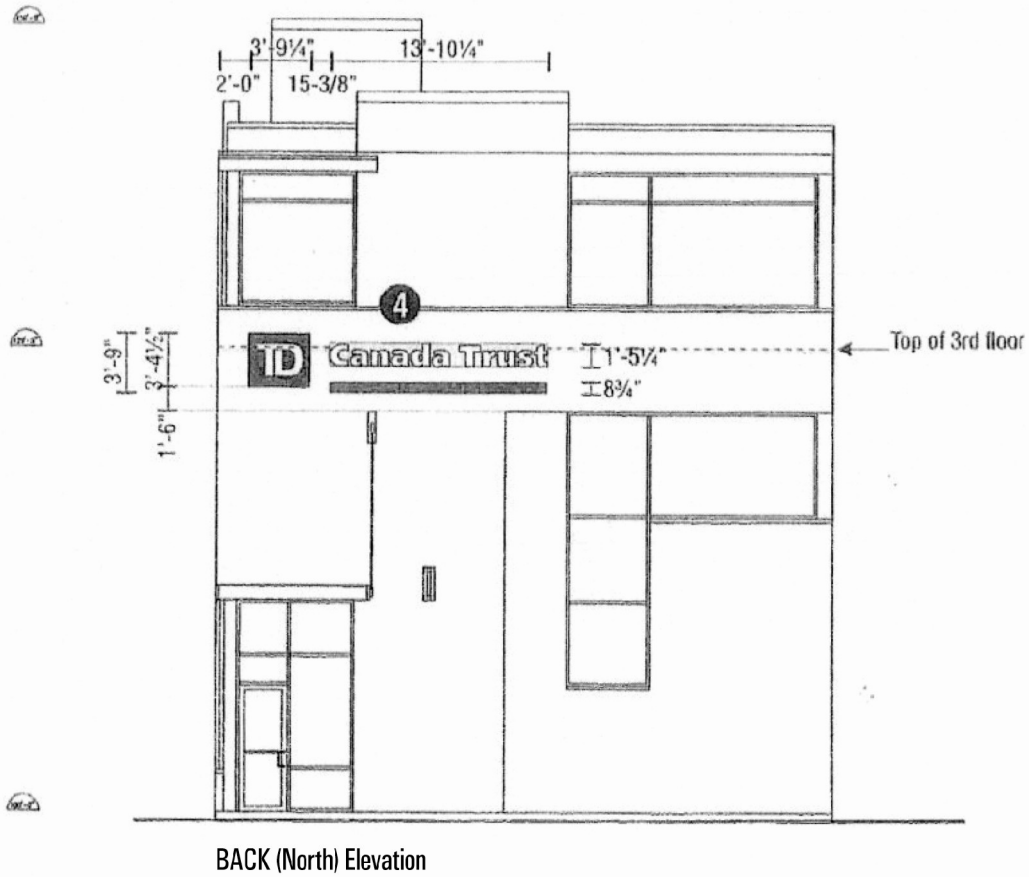 3'-9¼"
13'-10¼"
2'-0"
15-3/8"
4
3'-9"
3'-4½"
TD
Canada Trust
1'-5¼"
8¾"
Top of 3rd floor
1'-6"
BACK (North) Elevation